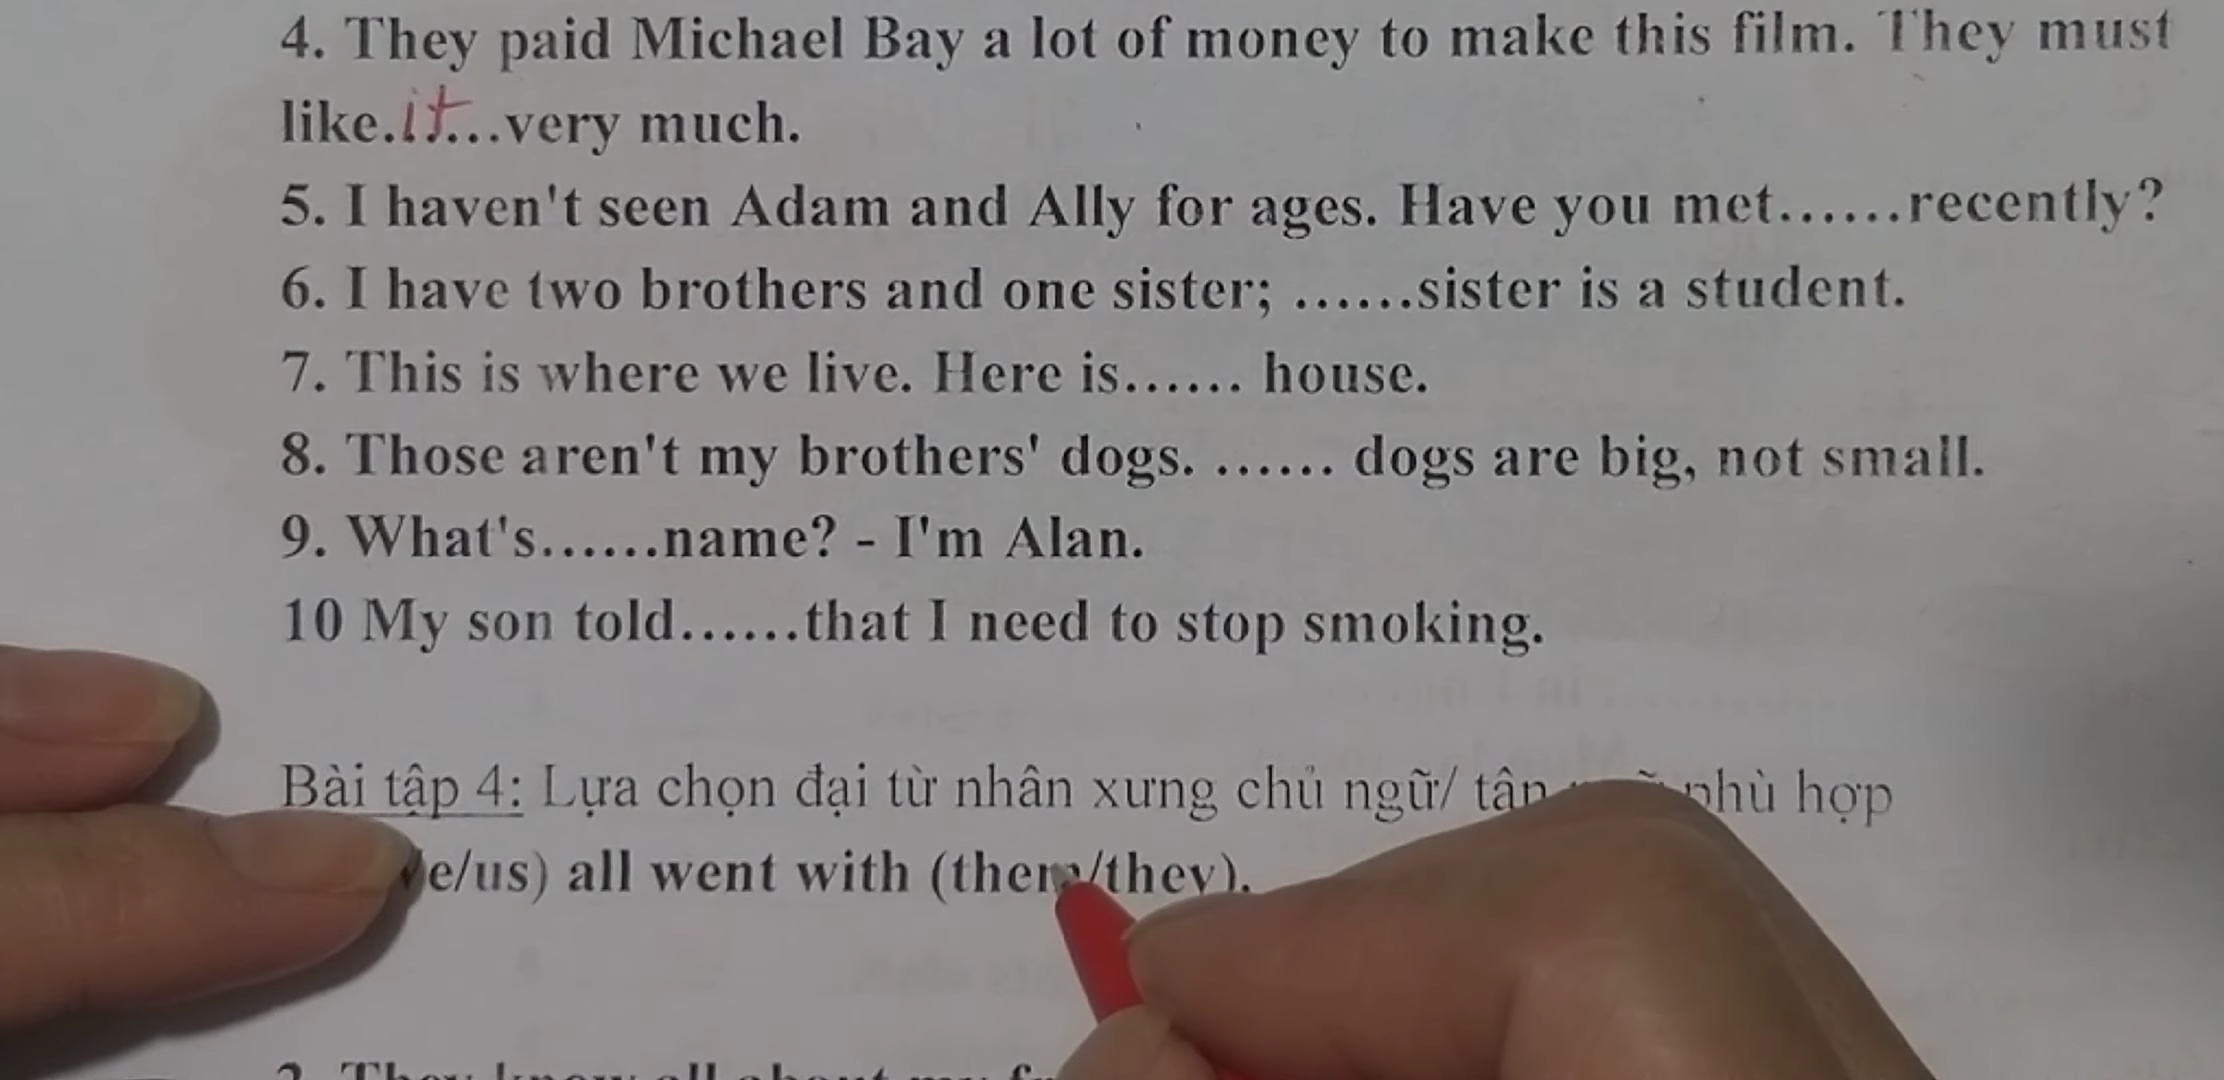 4. They paid Michael Bay a lot of money to make this film. They must
like.it...very much.
5. I haven't seen Adam and Ally for ages. Have you met......recently?
6. I have two brothers and one sister; ......sister is a student.
7. This is where we live. Here is...... house.
8. Those aren't my brothers' dogs. ...... dogs are big, not small.
9. What's......name? - I'm Alan.
10 My son told......that I need to stop smoking.
Bài tập 4: Lựa chọn đại từ nhân xưng chủ ngữ/ tân phù hợp
/us) all went with (them/they).
all about my